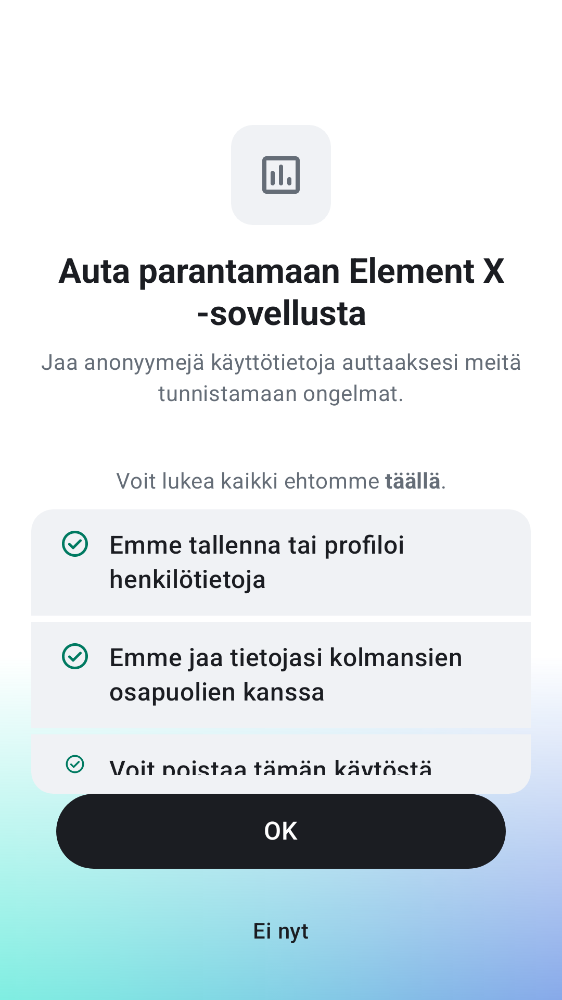 Auta parantamaan Element X
-sovellusta
Jaa anonyymejä käyttötietoja auttaaksesi meitä
tunnistamaan ongelmat.
Voit lukea kaikki ehtomme täällä.
Emme tallenna tai profiloi
henkilötietoja
Emme jaa tietojasi kolmansien
osapuolien kanssa
Voit poistaa tämän käytöstä
OK
Ei nyt